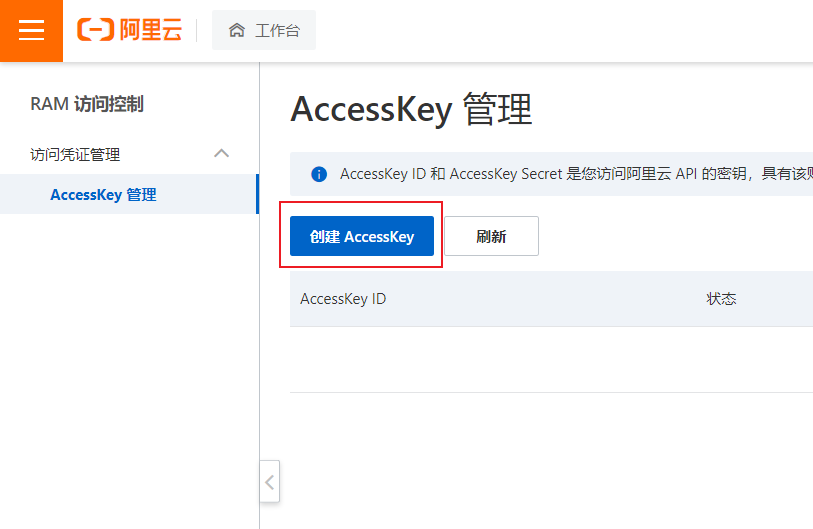 阿里云
工作台
RAM 访问控制
访问凭证管理
AccessKey 管理
AccessKey 管理
AccessKey ID 和 AccessKey Secret 是您访问阿里云 API 的密钥，具有该
创建 AccessKey
刷新
AccessKey ID
状态